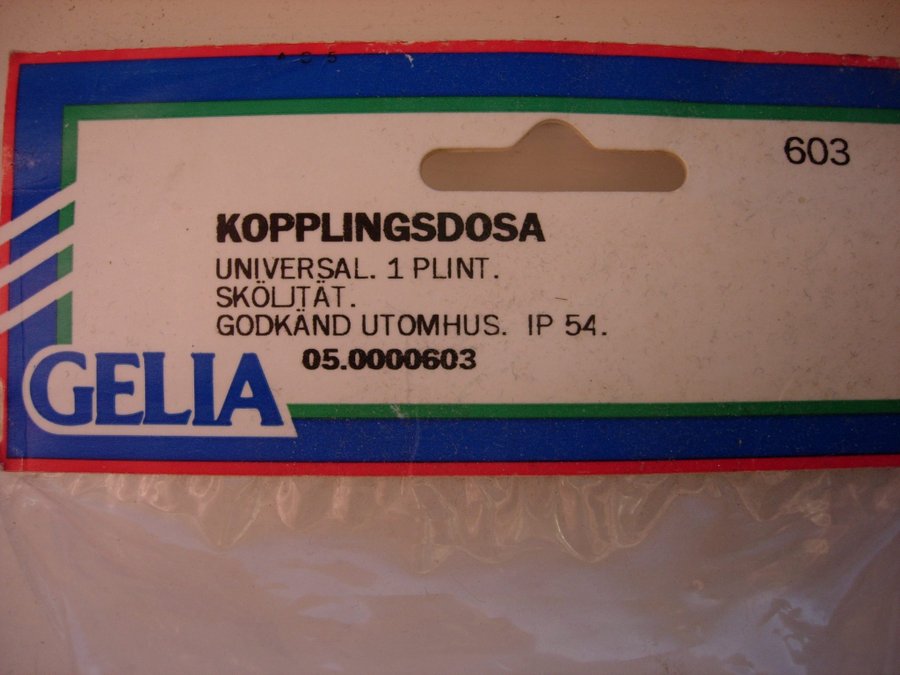 603
KOPPLINGSDOSA
UNIVERSAL. 1 PLINT.
SKÖLJTÄT.
GODKÄND UTOMHUS. IP 54.
05.0000603
GELIA